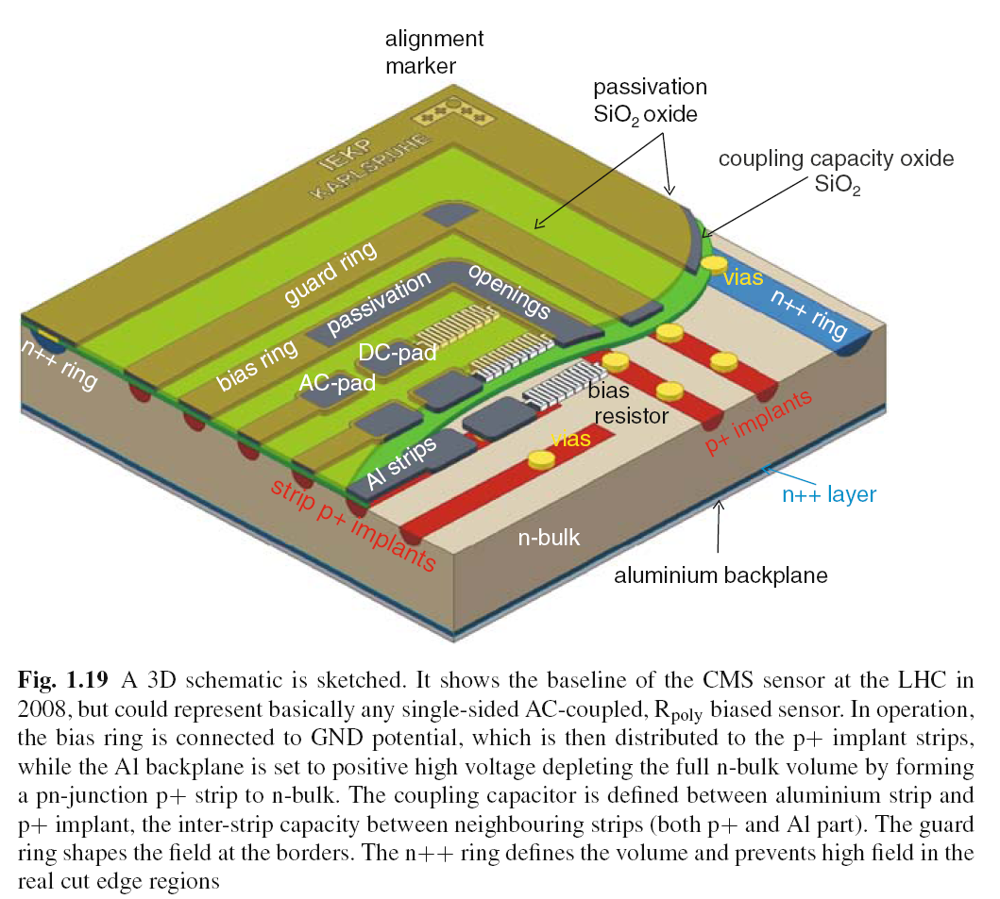 alignment
marker
passivation
SiO₂ oxide
coupling capacity oxide
SiO₂
IEKP
KARLSRUHE
guard ring
passivation
openings
vias
n++ ring
n++ ring
bias ring
DC-pad
AC-pad
bias
resistor
vias
Al strips
p+ implants
strip p+ implants
n++ layer
n-bulk
aluminium backplane
Fig. 1.19 A 3D schematic is sketched. It shows the baseline of the CMS sensor at the LHC in
2008, but could represent basically any single-sided AC-coupled, Rpoly biased sensor. In operation,
the bias ring is connected to GND potential, which is then distributed to the p+ implant strips,
while the Al backplane is set to positive high voltage depleting the full n-bulk volume by forming
a pn-junction p+ strip to n-bulk. The coupling capacitor is defined between aluminium strip and
p+ implant, the inter-strip capacity between neighbouring strips (both p+ and Al part). The guard
ring shapes the field at the borders. The n++ ring defines the volume and prevents high field in the
real cut edge regions